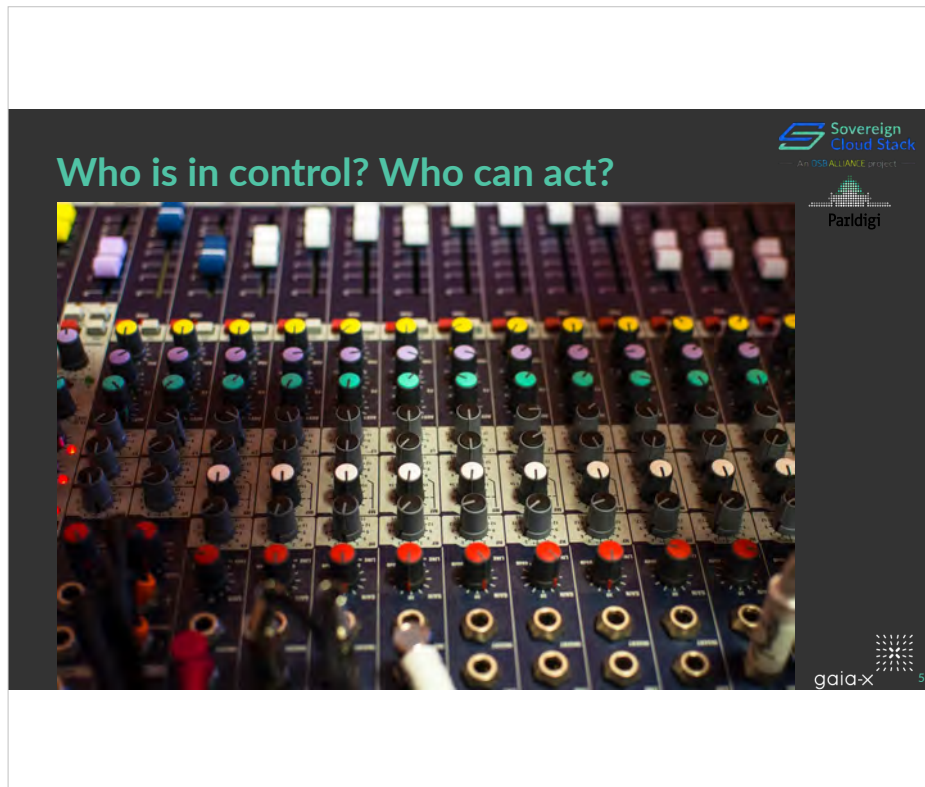 Who is in control? Who can act?
Sovereign
Cloud Stack
An OSB ALLIANCE project
Parldigi
gaia-x
5